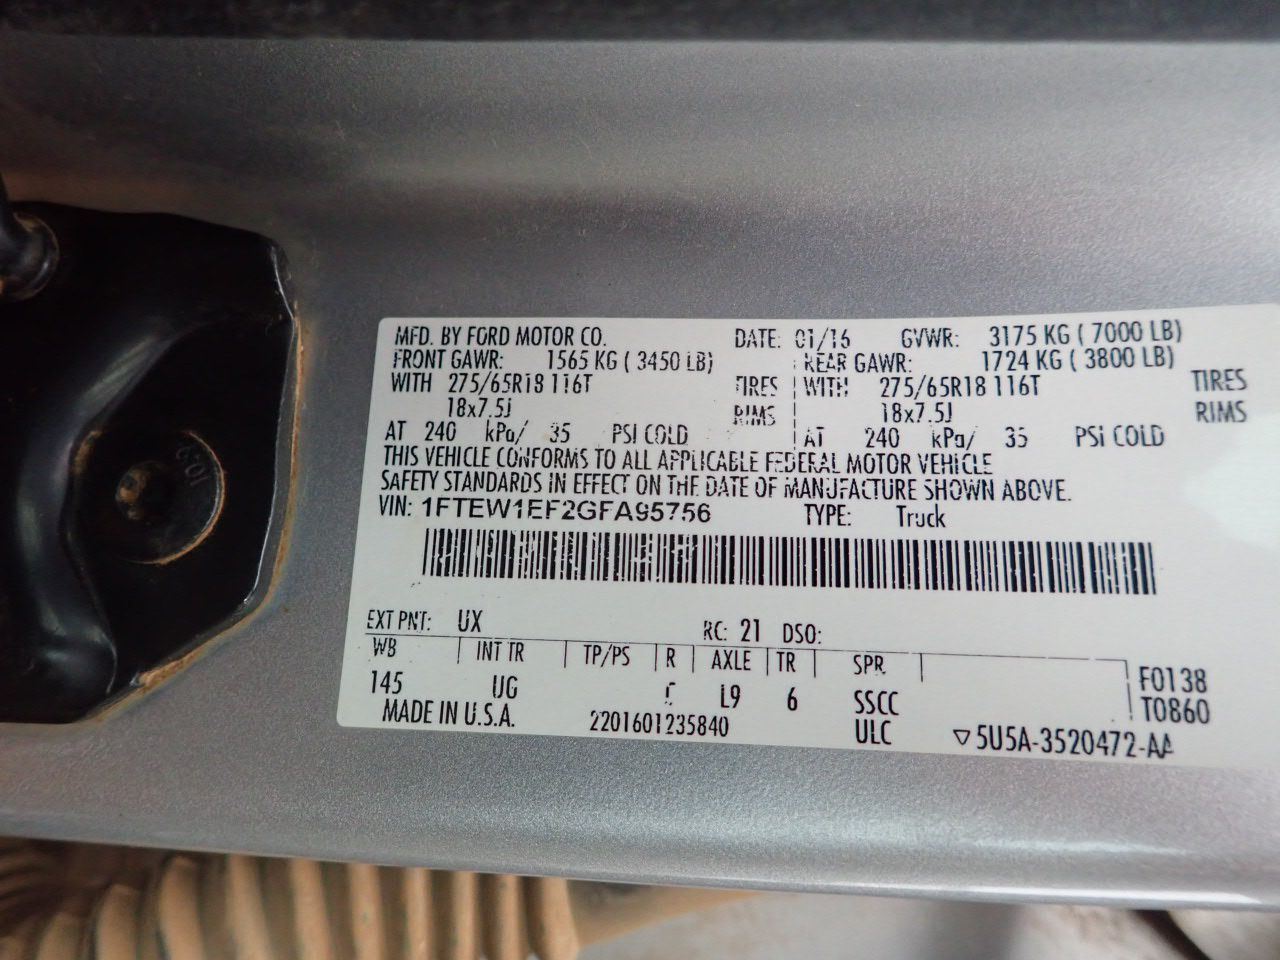 MFD. BY FORD MOTOR CO. DATE: 01/16 GVWR: 3175 KG ( 7000 LB)
FRONT GAWR: 1565 KG ( 3450 LB) REAR GAWR: 1724 KG ( 3800 LB)
WITH 275/65R18 116T TIRES WITH 275/65R18 116T TIRES
18x7.5J RIMS 18x7.5J RIMS
AT 240 kPa/ 35 PSI COLD AT 240 kPa/ 35 PSI COLD
THIS VEHICLE CONFORMS TO ALL APPLICABLE FEDERAL MOTOR VEHICLE
SAFETY STANDARDS IN EFFECT ON THE DATE OF MANUFACTURE SHOWN ABOVE.
VIN: 1FTEW1EF2GFA95756 TYPE: Truck
EXT PNT: UX RC: 21 DSO:
WB INT TR TP/PS R AXLE TR SPR
145 UG L9 6 SSCC F0138
T0860
MADE IN U.S.A. 2201601235840 ULC ▽5U5A-3520472-AA
10.9